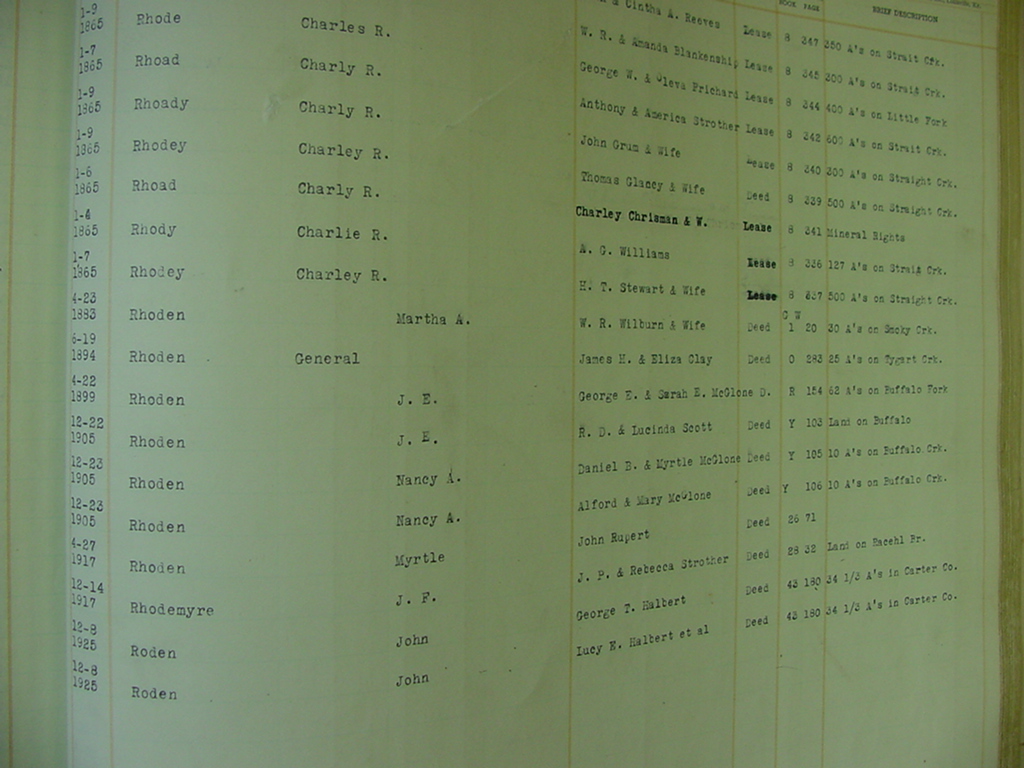 BOOK PAGE BRIEF DESCRIPTION
Cintha A. Reeves Lease 8 347 350 A's on Strait Crk.
W. R. & Amanda Blankenship Lease 8 345 300 A's on Strait Crk.
1-9
1865 Rhode Charles R. George W. & Oleva Prichard Lease 8 344 400 A's on Little Fork
1-7
1865 Rhoad Charly R. Anthony & America Strother Lease 8 342 600 A's on Strait Crk.
1-9
1865 Rhoady Charly R. John Grum & Wife Lease 8 340 300 A's on Straight Crk.
1-9
1865 Rhodey Charley R. Thomas Glancy & Wife Deed 8 339 500 A's on Straight Crk.
1-6
1865 Rhoad Charly R. Charley Chrisman & W. Lease 8 341 Mineral Rights
1-4
1865 Rhody Charlie R. A. G. Williams Lease 8 336 127 A's on Strait Crk.
1-7
1865 Rhodey Charley R. H. T. Stewart & Wife Lease 8 337 500 A's on Straight Crk.
4-23 C W
1883 Rhoden Martha A. W. R. Wilburn & Wife Deed 1 20 30 A's on Smoky Crk.
6-19
1894 Rhoden General James H. & Eliza Clay Deed O 283 25 A's on Tygart Crk.
4-22
1899 Rhoden J. E. George E. & Sarah E. McGlone D. R 154 62 A's on Buffalo Fork
12-22
1905 Rhoden J. E. R. D. & Lucinda Scott Deed Y 103 Land on Buffalo
12-23
1905 Rhoden Nancy A. Daniel B. & Myrtle McGlone Deed Y 105 10 A's on Buffalo Crk.
12-23
1905 Rhoden Nancy A. Alford & Mary McGlone Deed Y 106 10 A's on Buffalo Crk.
4-27
1917 Rhoden Myrtle John Rupert Deed 26 71
12-14
1917 Rhodemyre J. F. J. P. & Rebecca Strother Deed 28 32 Land on Br.
12-8
1925 Roden John George T. Halbert Deed 43 180 34 1/3 A's in Carter Co.
12-8
1925 Roden John Lucy E. Halbert et al Deed 43 180 34 1/3 A's in Carter Co.